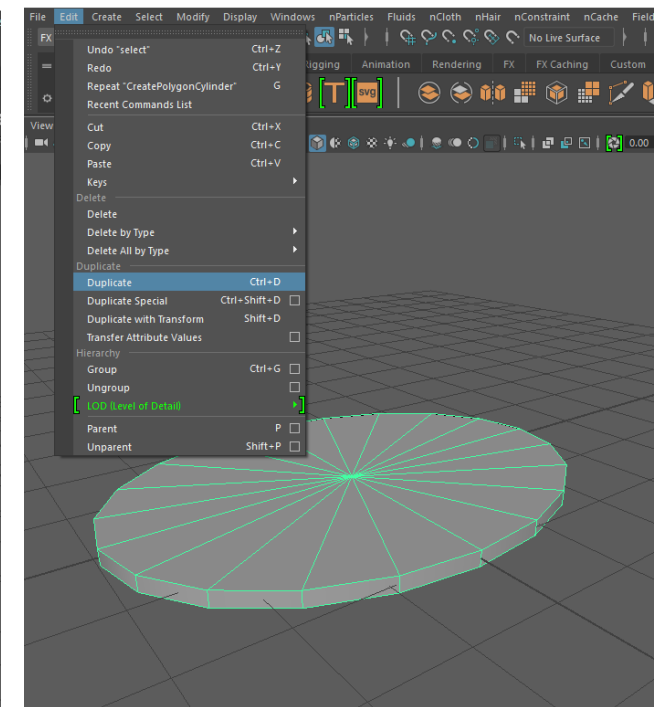 File Edit Create Select Modify Display Windows nParticles Fluids nCloth nHair nConstraint nCache Field
FX No Live Surface
Rigging Animation Rendering FX FX Caching Custom
T svg
View
0.00
Undo "select" Ctrl+Z
Redo Ctrl+Y
Repeat "CreatePolygonCylinder" G
Recent Commands List
Cut Ctrl+X
Copy Ctrl+C
Paste Ctrl+V
Keys
Delete
Delete
Delete by Type
Delete All by Type
Duplicate
Duplicate Ctrl+D
Duplicate Special Ctrl+Shift+D
Duplicate with Transform Shift+D
Transfer Attribute Values
Hierarchy
Group Ctrl+G
Ungroup
LOD (Level of Detail)
Parent P
Unparent Shift+P